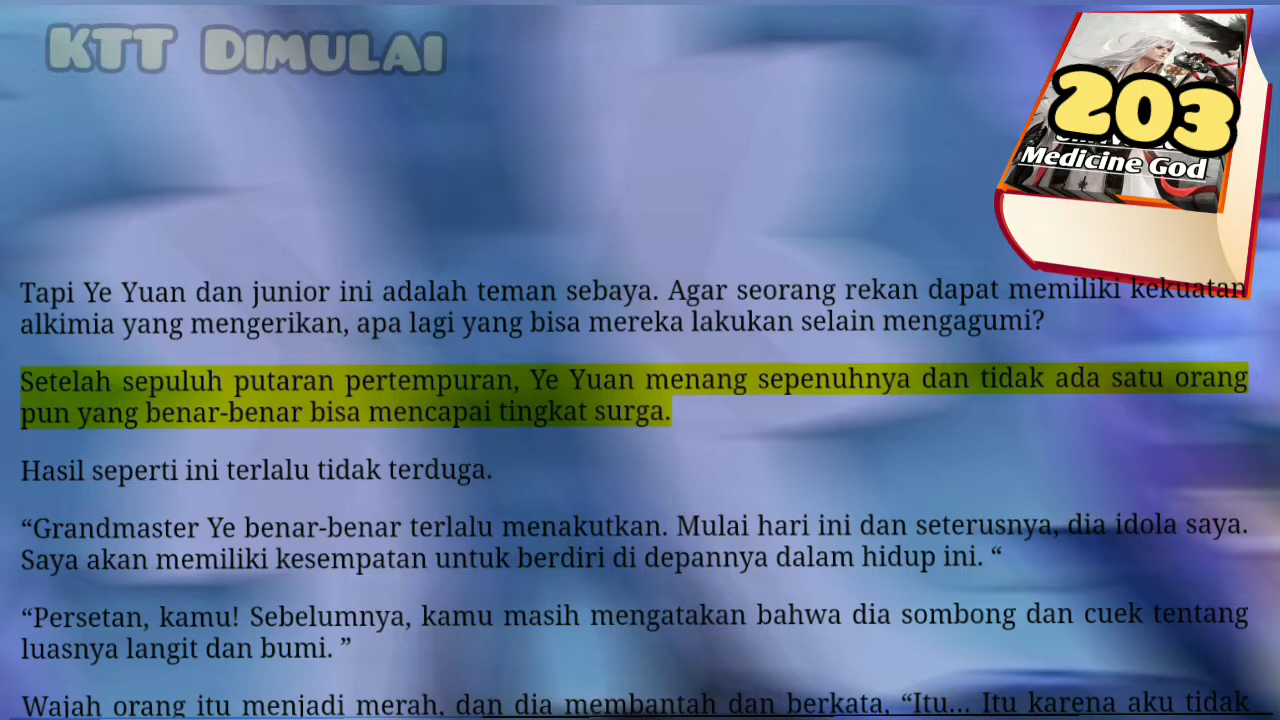 KTT DIMULAI
203
Medicine God
Tapi Ye Yuan dan junior ini adalah teman sebaya. Agar seorang rekan dapat memiliki kekuatan
alkimia yang mengerikan, apa lagi yang bisa mereka lakukan selain mengagumi?
Setelah sepuluh putaran pertempuran, Ye Yuan menang sepenuhnya dan tidak ada satu orang
pun yang benar-benar bisa mencapai tingkat surga.
Hasil seperti ini terlalu tidak terduga.
“Grandmaster Ye benar-benar terlalu menakutkan. Mulai hari ini dan seterusnya, dia idola saya.
Saya akan memiliki kesempatan untuk berdiri di depannya dalam hidup ini. “
“Persetan, kamu! Sebelumnya, kamu masih mengatakan bahwa dia sombong dan cuek tentang
luasnya langit dan bumi. ”
Wajah orang itu menjadi merah, dan dia membantah dan berkata, “Itu... Itu karena aku tidak